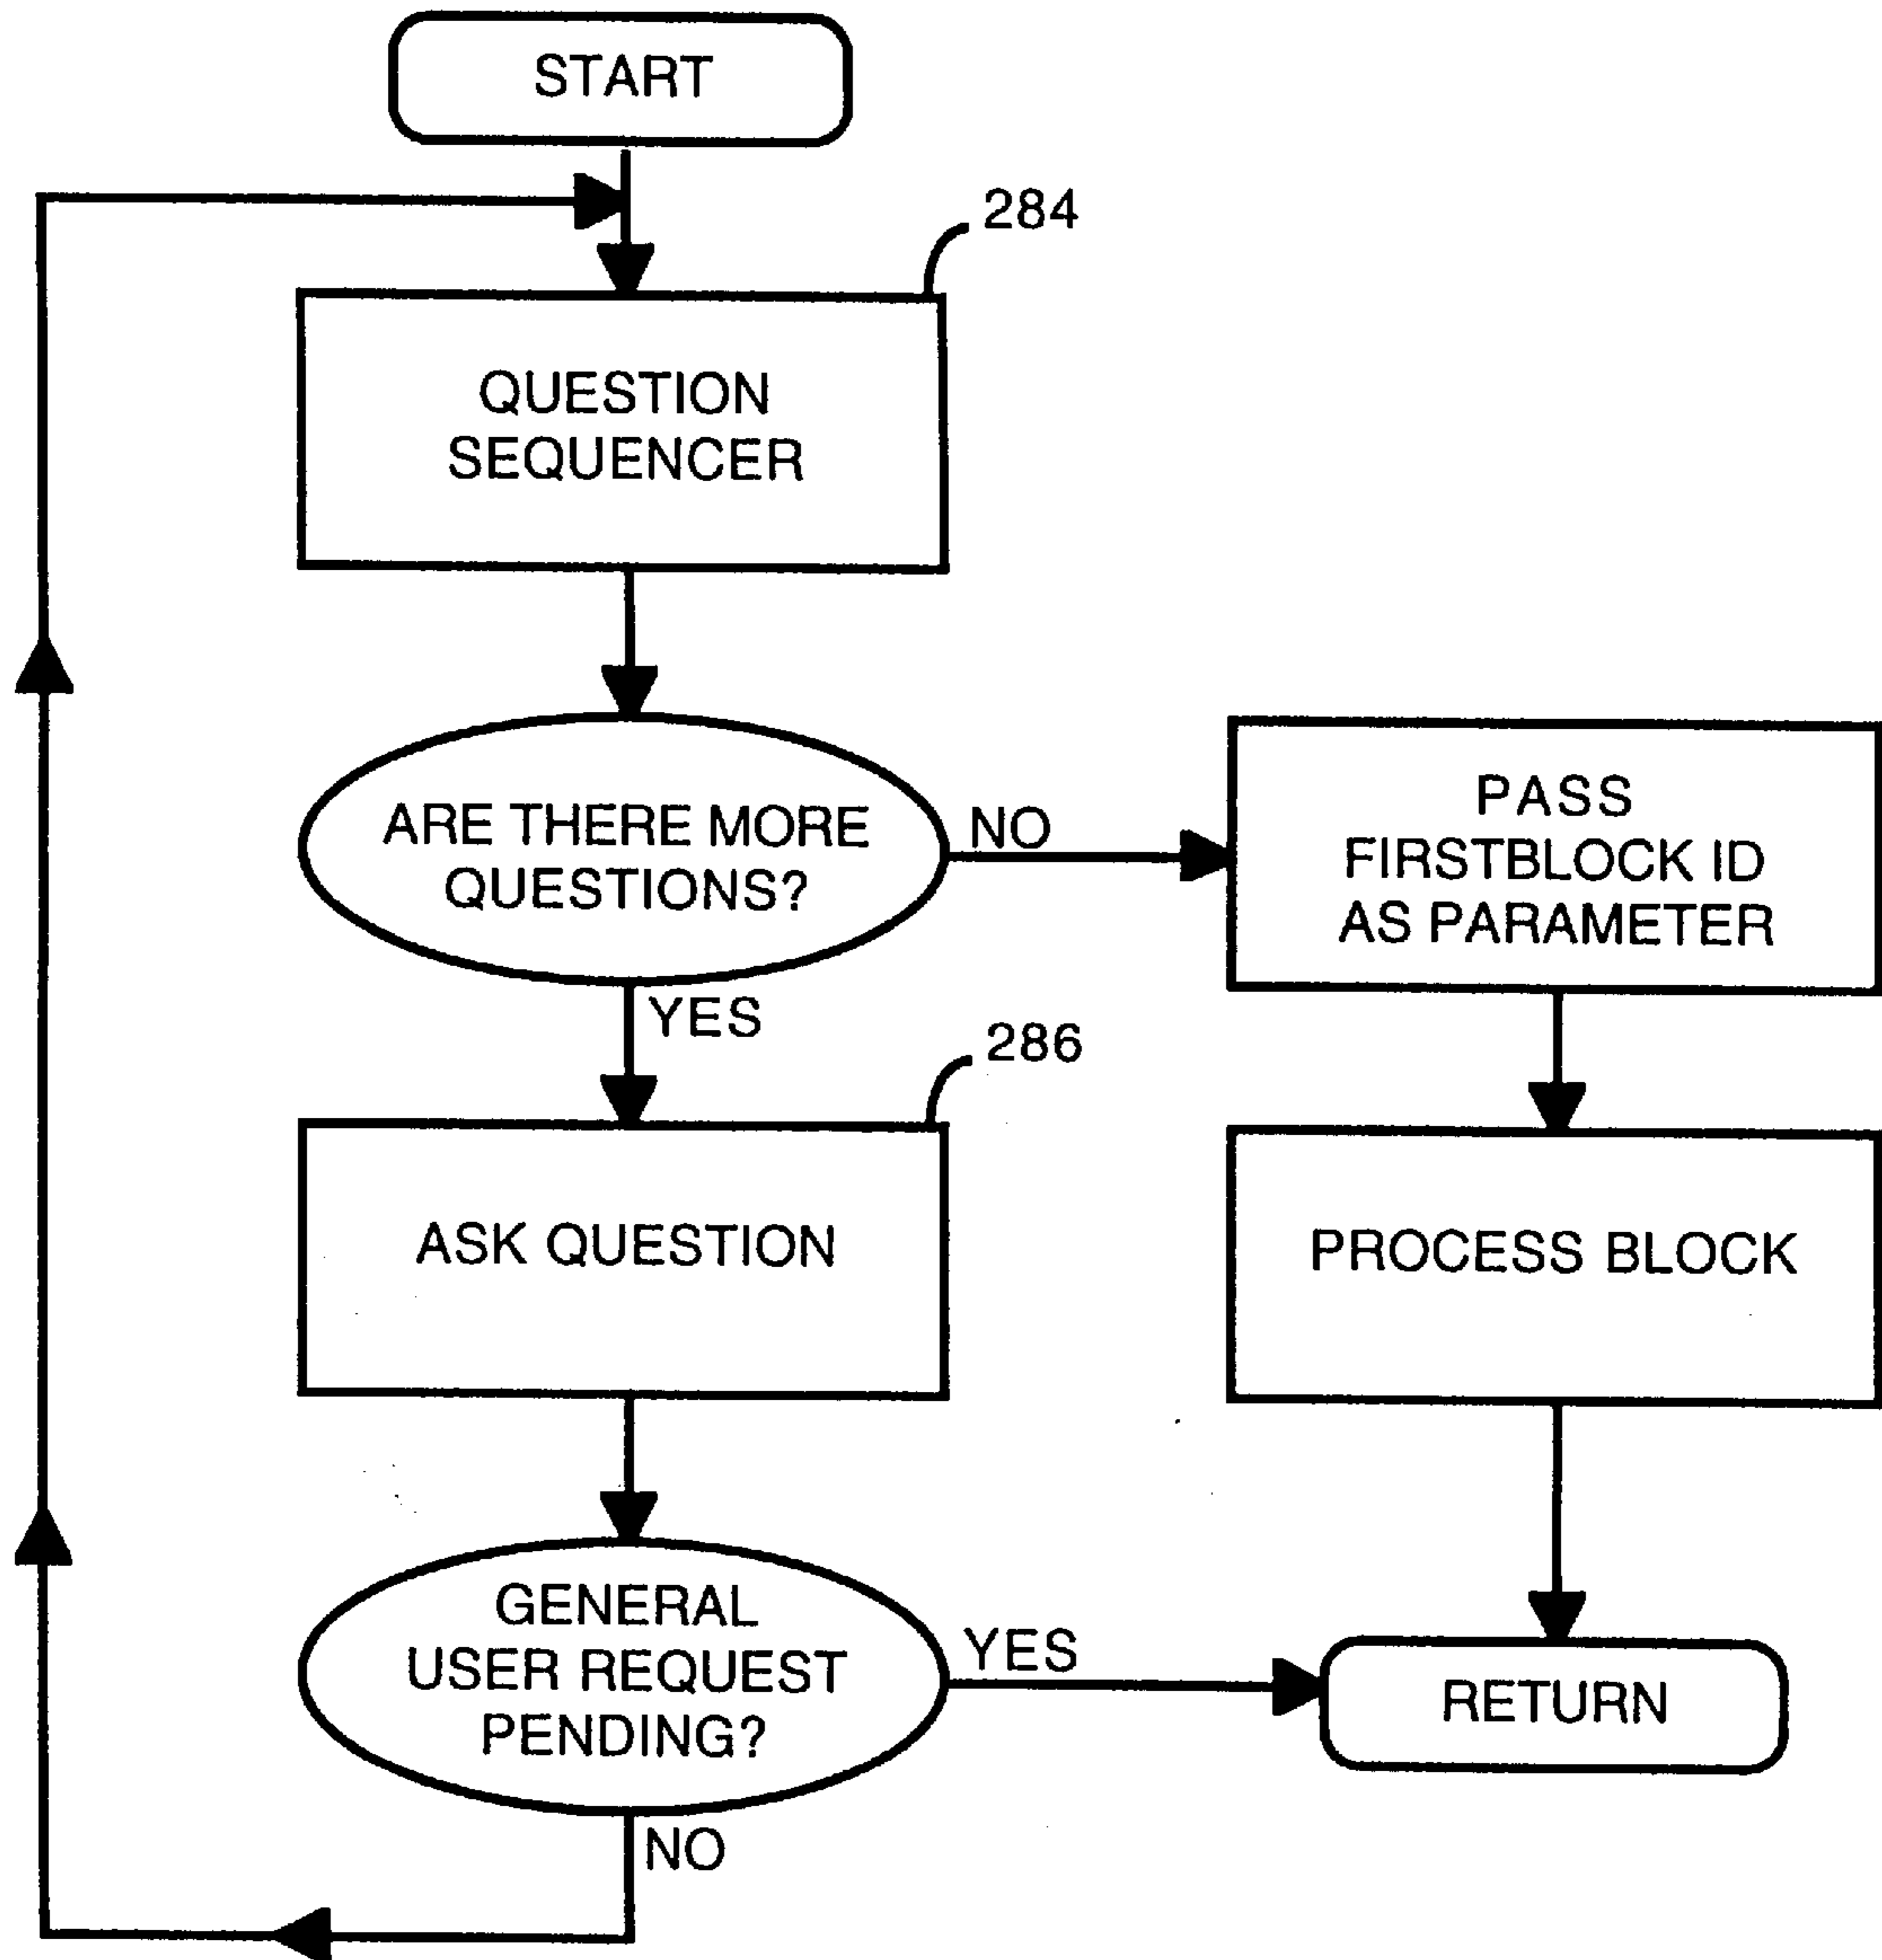 START
284
QUESTION
SEQUENCER
ARE THERE MORE
QUESTIONS?
NO
PASS
FIRSTBLOCK ID
AS PARAMETER
YES
286
ASK QUESTION
PROCESS BLOCK
GENERAL
USER REQUEST
PENDING?
YES
RETURN
NO